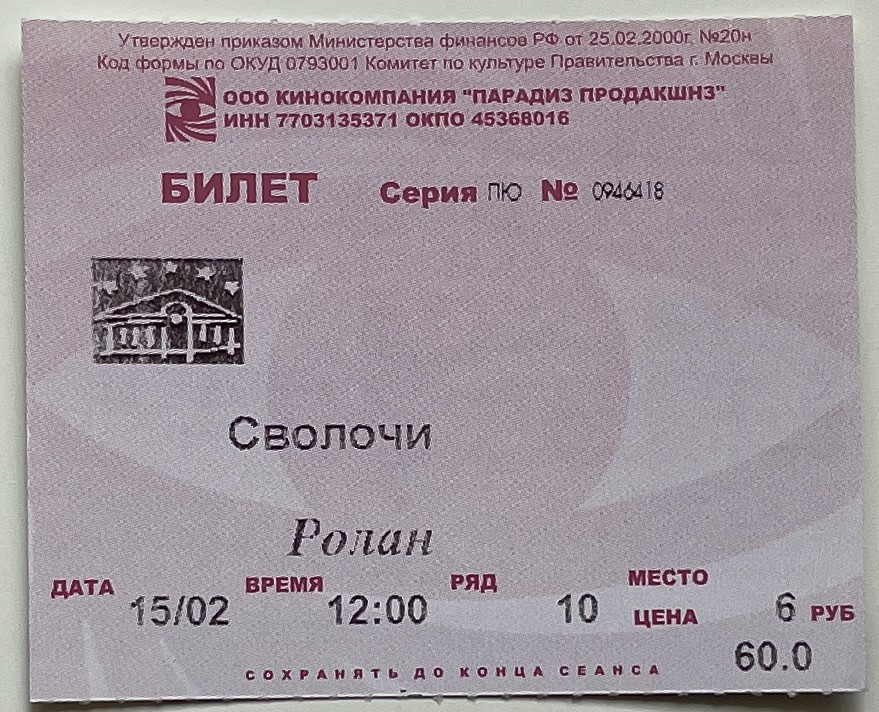 Утвержден приказом Министерства финансов РФ от 25.02.2000г. №20н
Код формы по ОКУД 0793001 Комитет по культуре Правительства г. Москвы
ООО КИНОКОМПАНИЯ "ПАРАДИЗ ПРОДАКШНЗ"
ИНН 7703135371 ОКПО 45368016
БИЛЕТ Серия ПЮ № 0946418
Сволочи
Ролан
ДАТА 15/02 ВРЕМЯ 12:00 РЯД 10 МЕСТО 6
ЦЕНА 60.0 РУБ
СОХРАНЯТЬ ДО КОНЦА СЕАНСА